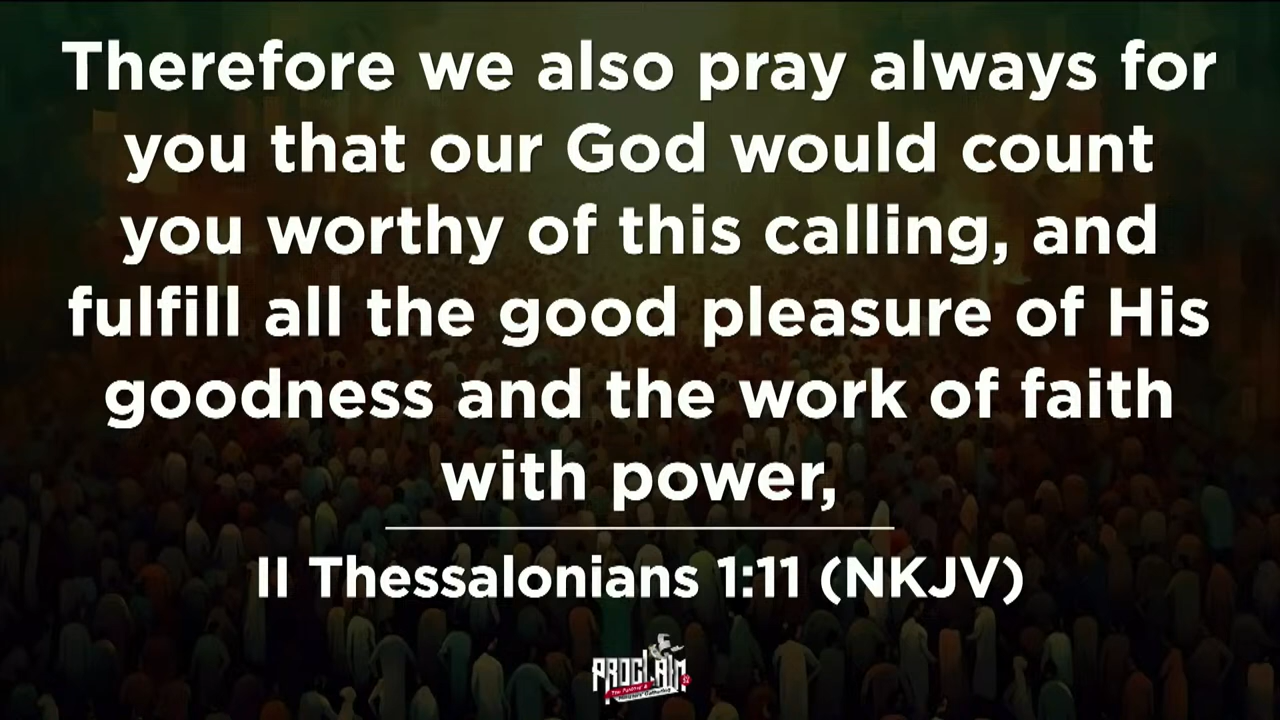 Therefore we also pray always for
you that our God would count
you worthy of this calling, and
fulfill all the good pleasure of His
goodness and the work of faith
with power,
II Thessalonians 1:11 (NKJV)
PROCLAIM